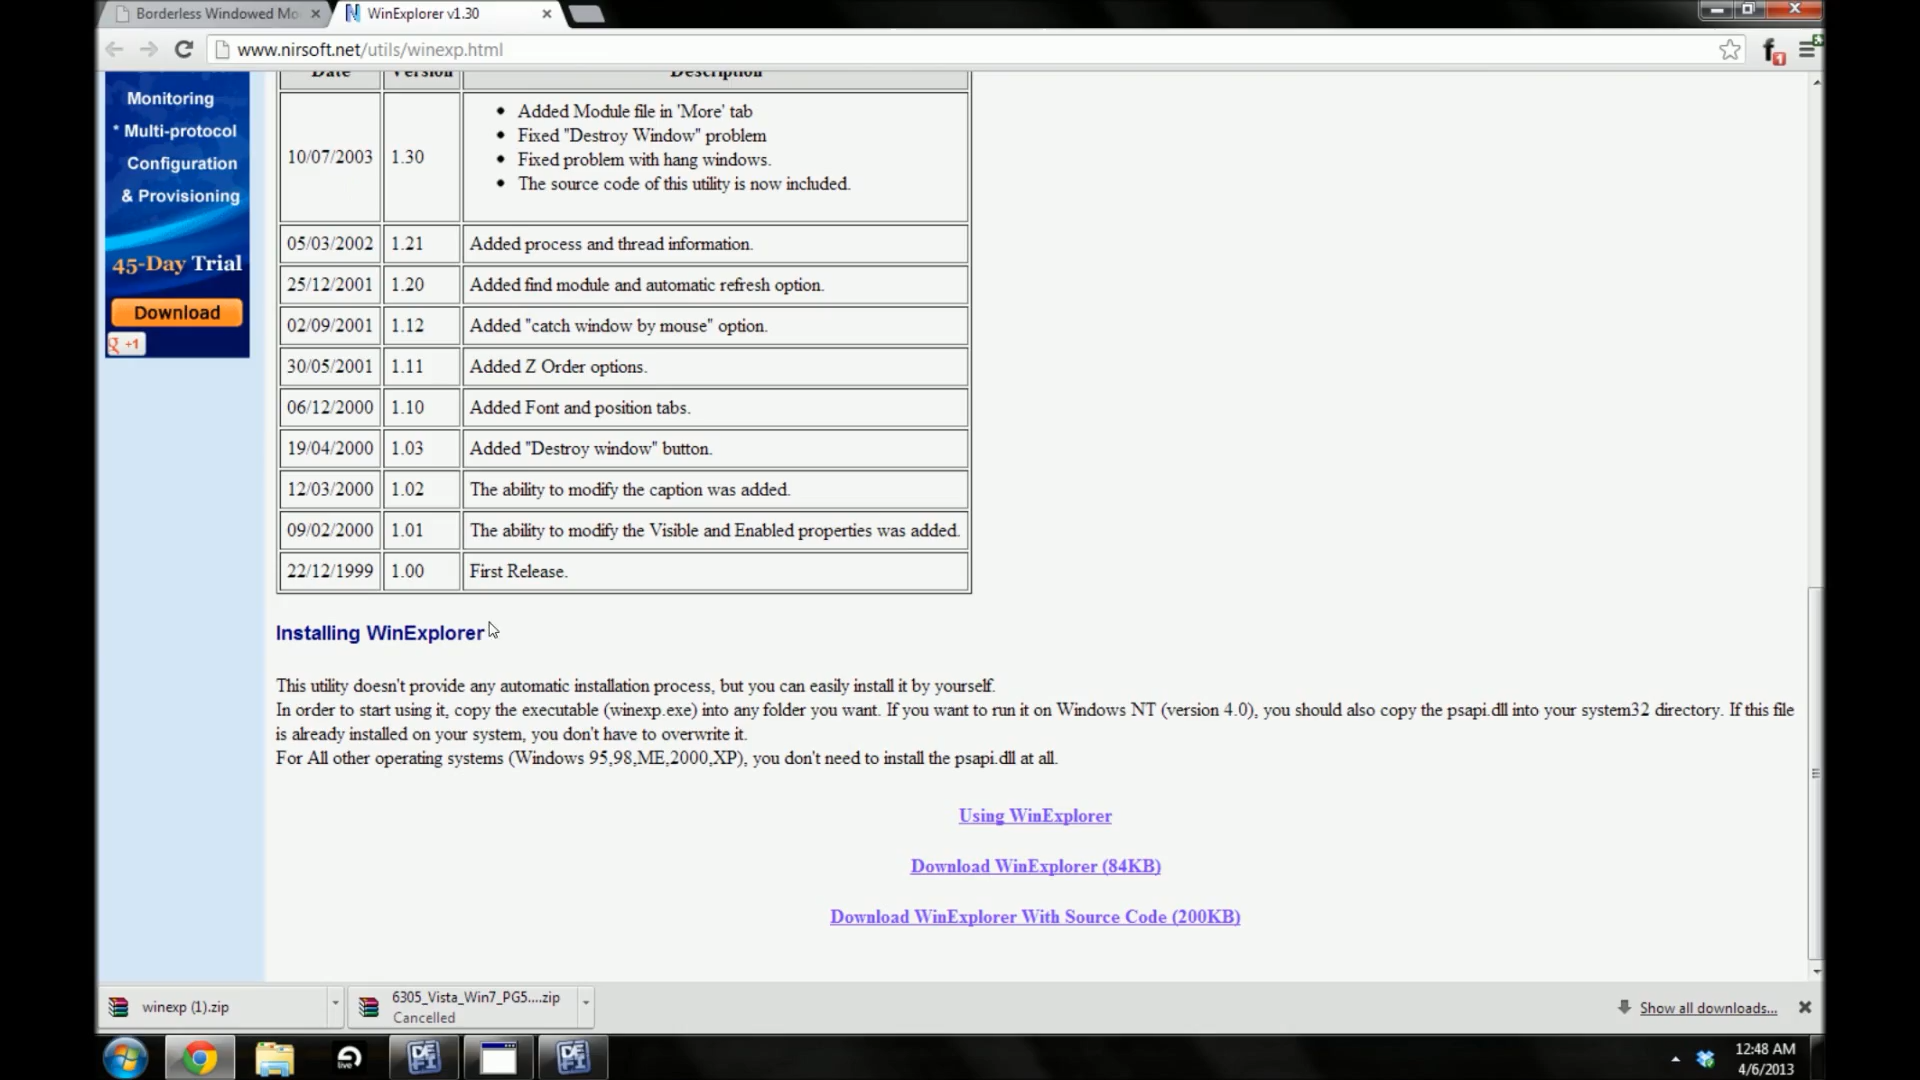 Borderless Windowed Mo
WinExplorer v1.30
www.nirsoft.net/utils/winexp.html
Monitoring
* Multi-protocol
Configuration
& Provisioning
45-Day Trial
Download
+1
Date Version Description
10/07/2003 1.30
• Added Module file in 'More' tab
• Fixed "Destroy Window" problem
• Fixed problem with hang windows.
• The source code of this utility is now included.
05/03/2002 1.21 Added process and thread information.
25/12/2001 1.20 Added find module and automatic refresh option.
02/09/2001 1.12 Added "catch window by mouse" option.
30/05/2001 1.11 Added Z Order options.
06/12/2000 1.10 Added Font and position tabs.
19/04/2000 1.03 Added "Destroy window" button.
12/03/2000 1.02 The ability to modify the caption was added.
09/02/2000 1.01 The ability to modify the Visible and Enabled properties was added.
22/12/1999 1.00 First Release.
Installing WinExplorer
This utility doesn't provide any automatic installation process, but you can easily install it by yourself.
In order to start using it, copy the executable (winexp.exe) into any folder you want. If you want to run it on Windows NT (version 4.0), you should also copy the psapi.dll into your system32 directory. If this file
is already installed on your system, you don't have to overwrite it.
For All other operating systems (Windows 95,98,ME,2000,XP), you don't need to install the psapi.dll at all.
Using WinExplorer
Download WinExplorer (84KB)
Download WinExplorer With Source Code (200KB)
winexp (1).zip
6305_Vista_Win7_PG5....zip
Cancelled
Show all downloads...
live
12:48 AM
4/6/2013